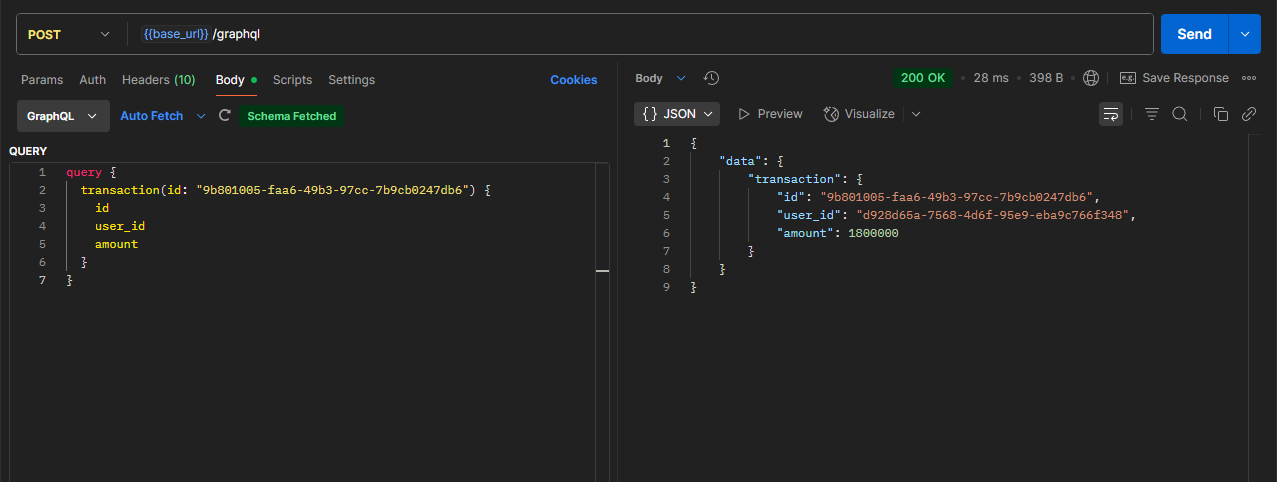 POST {{base_url}} /graphql Send
Params Auth Headers (10) Body Scripts Settings Cookies
GraphQL Auto Fetch Schema Fetched
QUERY
1 query {
2 transaction(id: "9b801005-faa6-49b3-97cc-7b9cb0247db6") {
3 id
4 user_id
5 amount
6 }
7 }
Body 200 OK • 28 ms • 398 B Save Response
{ } JSON Preview Visualize
1 {
2 "data": {
3 "transaction": {
4 "id": "9b801005-faa6-49b3-97cc-7b9cb0247db6",
5 "user_id": "d928d65a-7568-4d6f-95e9-eba9c766f348",
6 "amount": 1800000
7 }
8 }
9 }